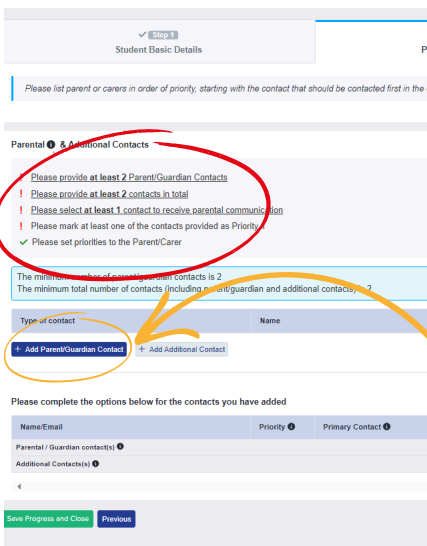 Step 1
Student Basic Details
P
Please list parent or carers in order of priority, starting with the contact that should be contacted first in the
Parental & Additional Contacts
! Please provide at least 2 Parent/Guardian Contacts
! Please provide at least 2 contacts in total
! Please select at least 1 contact to receive parental communication
! Please mark at least one of the contacts provided as Priority
Please set priorities to the Parent/Carer
The minimum number of parent/guardian contacts is 2
The minimum total number of contacts (including parent/guardian and additional contacts) is 2
Type of contact Name
+ Add Parent/Guardian Contact + Add Additional Contact
Please complete the options below for the contacts you have added
Name/Email Priority Primary Contact
Parental / Guardian contact(s)
Additional Contacts(s)
Save Progress and Close Previous